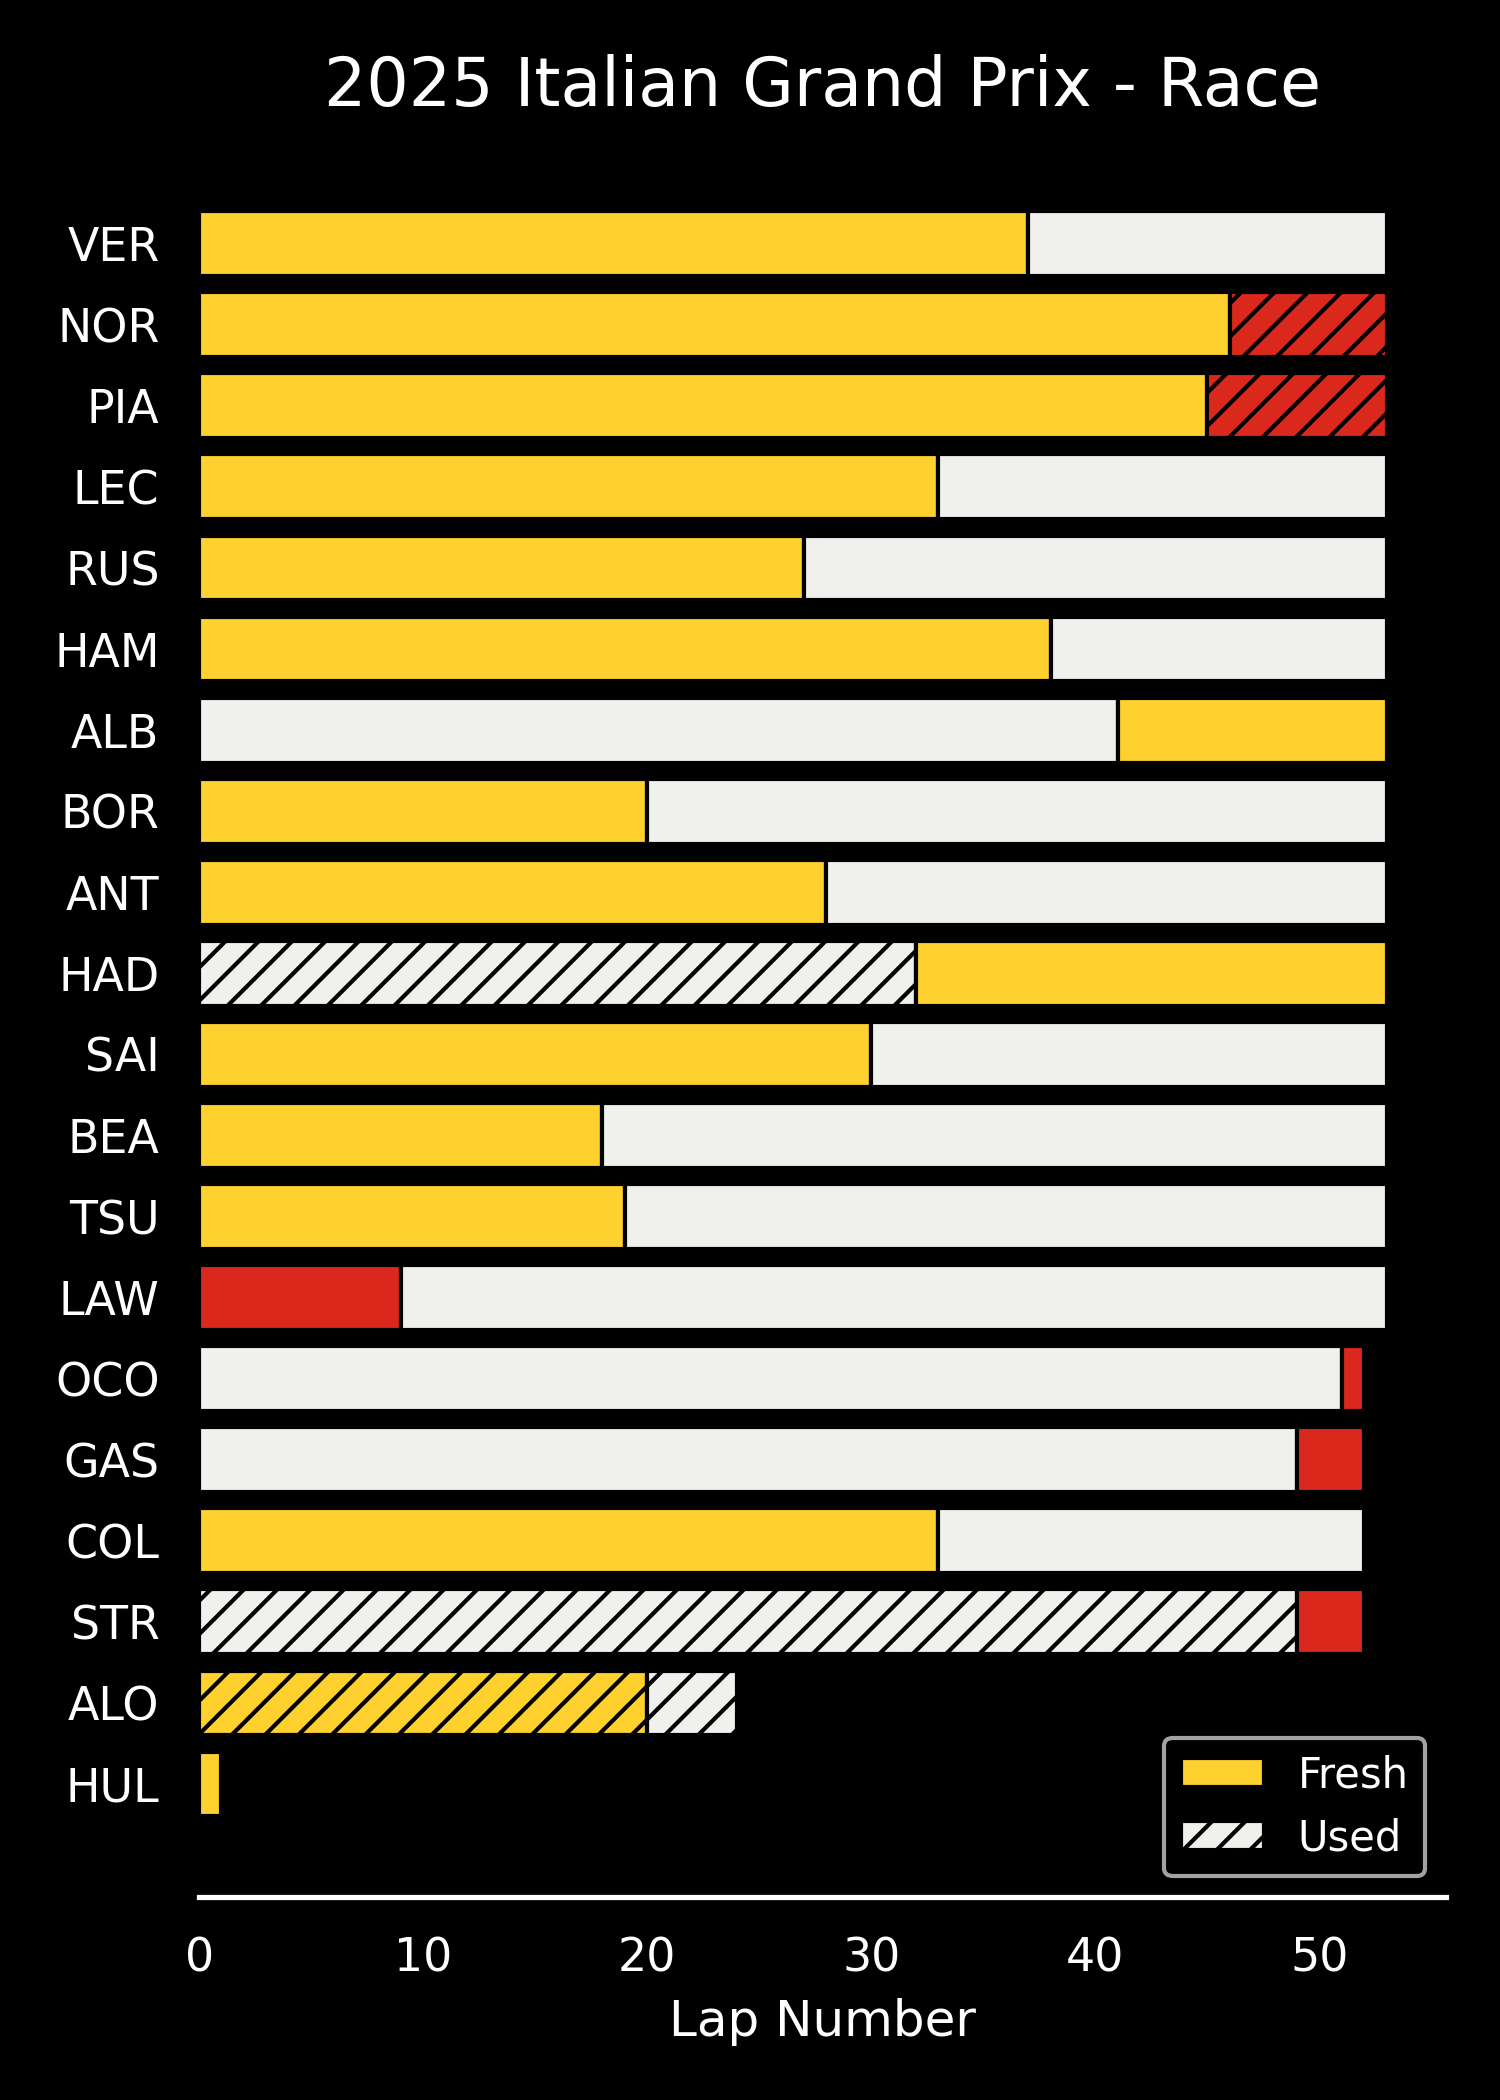 2025 Italian Grand Prix - Race
VER
NOR
PIA
LEC
RUS
HAM
ALB
BOR
ANT
HAD
SAI
BEA
TSU
LAW
OCO
GAS
COL
STR
ALO
HUL
Fresh
Used
0 10 20 30 40 50
Lap Number